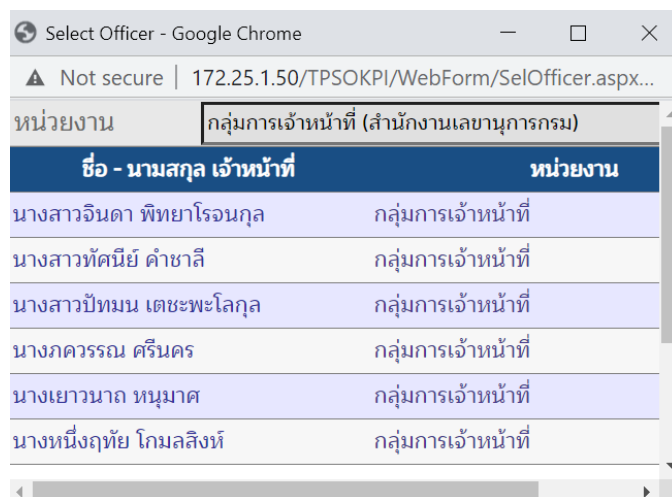 Select Officer - Google Chrome
Not secure | 172.25.1.50/TPSOKPI/WebForm/SelOfficer.aspx...
หน่วยงาน กลุ่มการเจ้าหน้าที่ (สำนักงานเลขานุการกรม)
ชื่อ - นามสกุล เจ้าหน้าที่ หน่วยงาน
นางสาวจินดา พิทยาโรจนกุล กลุ่มการเจ้าหน้าที่
นางสาวทัศนีย์ คำชาลี กลุ่มการเจ้าหน้าที่
นางสาวปัทมน เตชะพะโลกุล กลุ่มการเจ้าหน้าที่
นางภควรรณ ศรีนคร กลุ่มการเจ้าหน้าที่
นางเยาวนาถ หนุมาศ กลุ่มการเจ้าหน้าที่
นางหนึ่งฤทัย โกมลสิงห์ กลุ่มการเจ้าหน้าที่